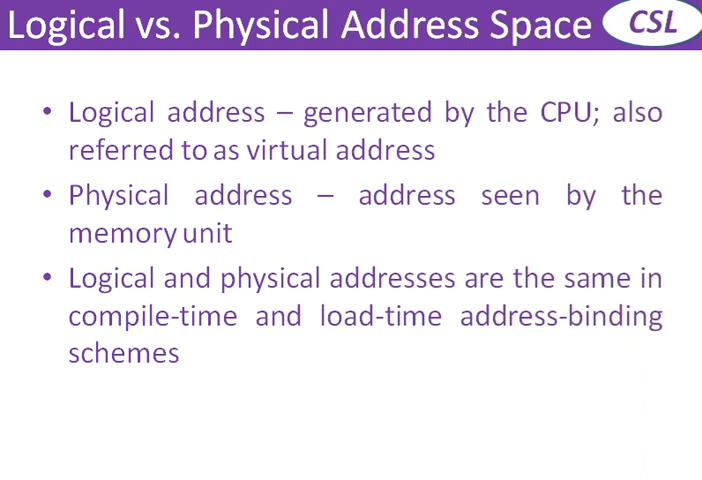 Logical vs. Physical Address Space
CSL
• Logical address – generated by the CPU; also
referred to as virtual address
• Physical address – address seen by the
memory unit
• Logical and physical addresses are the same in
compile-time and load-time address-binding
schemes